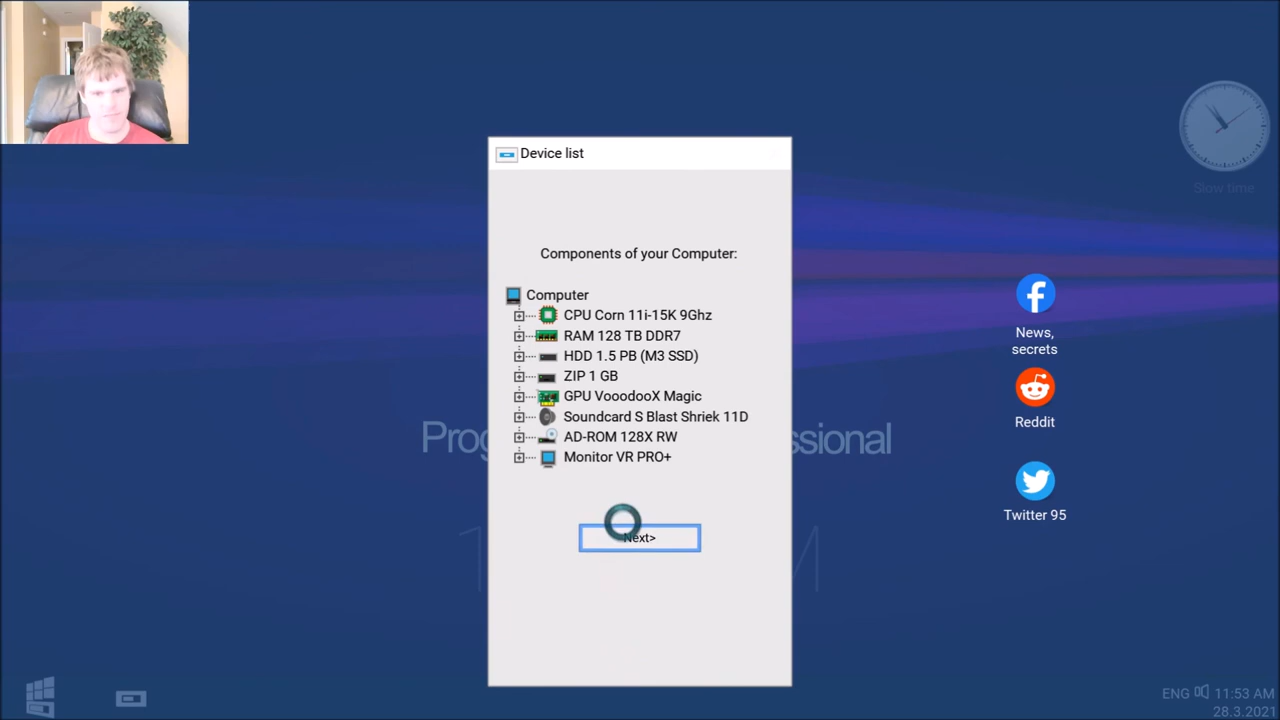 Device list
Slow time
Components of your Computer:
Computer
CPU Corn 11i-15K 9Ghz
RAM 128 TB DDR7
HDD 1.5 PB (M3 SSD)
ZIP 1 GB
GPU VooodooX Magic
Soundcard S Blast Shriek 11D
AD-ROM 128X RW
Monitor VR PRO+
Next>
News,
secrets
Reddit
Twitter 95
ENG 11:53 AM
28.3.2021